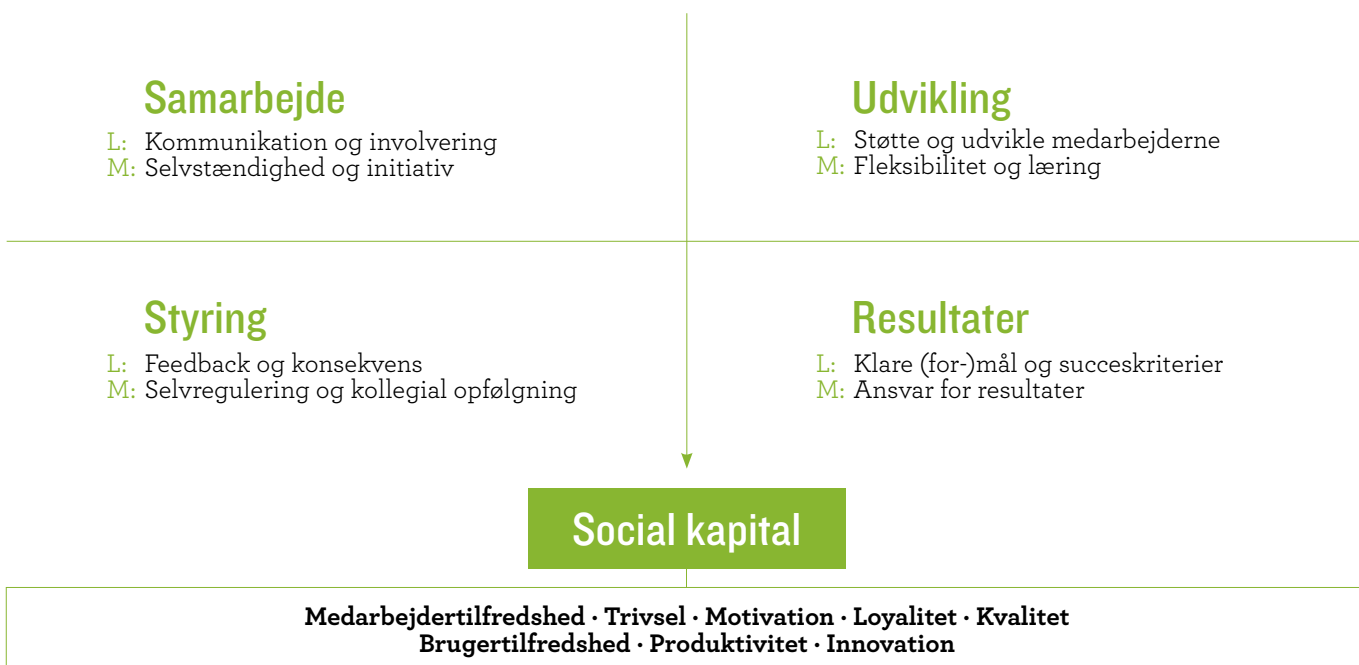 Samarbejde
L: Kommunikation og involvering
M: Selvstændighed og initiativ
Udvikling
L: Støtte og udvikle medarbejderne
M: Fleksibilitet og læring
Styring
L: Feedback og konsekvens
M: Selvregulering og kollegial opfølgning
Resultater
L: Klare (for-)mål og succeskriterier
M: Ansvar for resultater
Social kapital
Medarbejdertilfredshed · Trivsel · Motivation · Loyalitet · Kvalitet
Brugertilfredshed · Produktivitet · Innovation